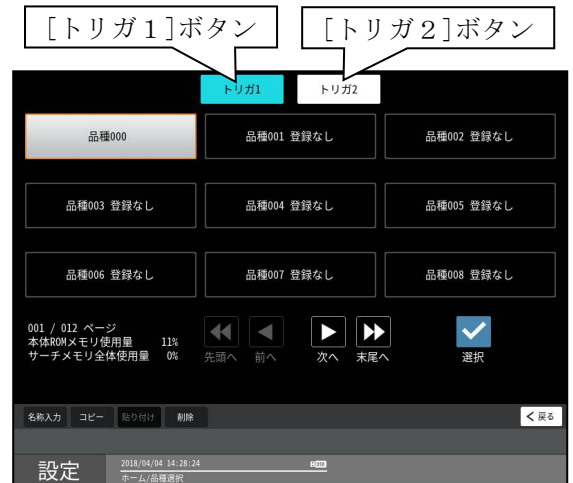 [トリガ１]ボタン
[トリガ２]ボタン
トリガ1
トリガ2
品種000
品種001 登録なし
品種002 登録なし
品種003 登録なし
品種004 登録なし
品種005 登録なし
品種006 登録なし
品種007 登録なし
品種008 登録なし
001 / 012 ページ
本体ROMメモリ使用量 11%
サーチメモリ全体使用量 0%
先頭へ
前へ
次へ
末尾へ
選択
名称入力
コピー
貼り付け
削除
戻る
設定
2018/04/04 14:28:24
ホーム/品種選択